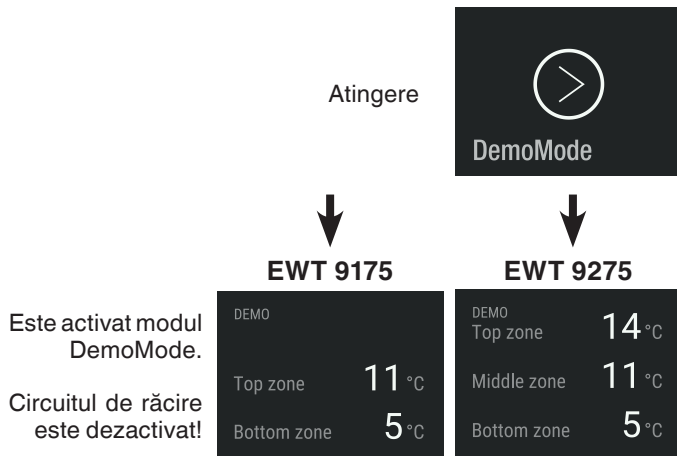 Atingere
DemoMode
EWT 9175
EWT 9275
Este activat modul
DemoMode.
Circuitul de răcire
este dezactivat!
DEMO
Top zone 11 °C
Bottom zone 5 °C
DEMO
Top zone 14 °C
Middle zone 11 °C
Bottom zone 5 °C